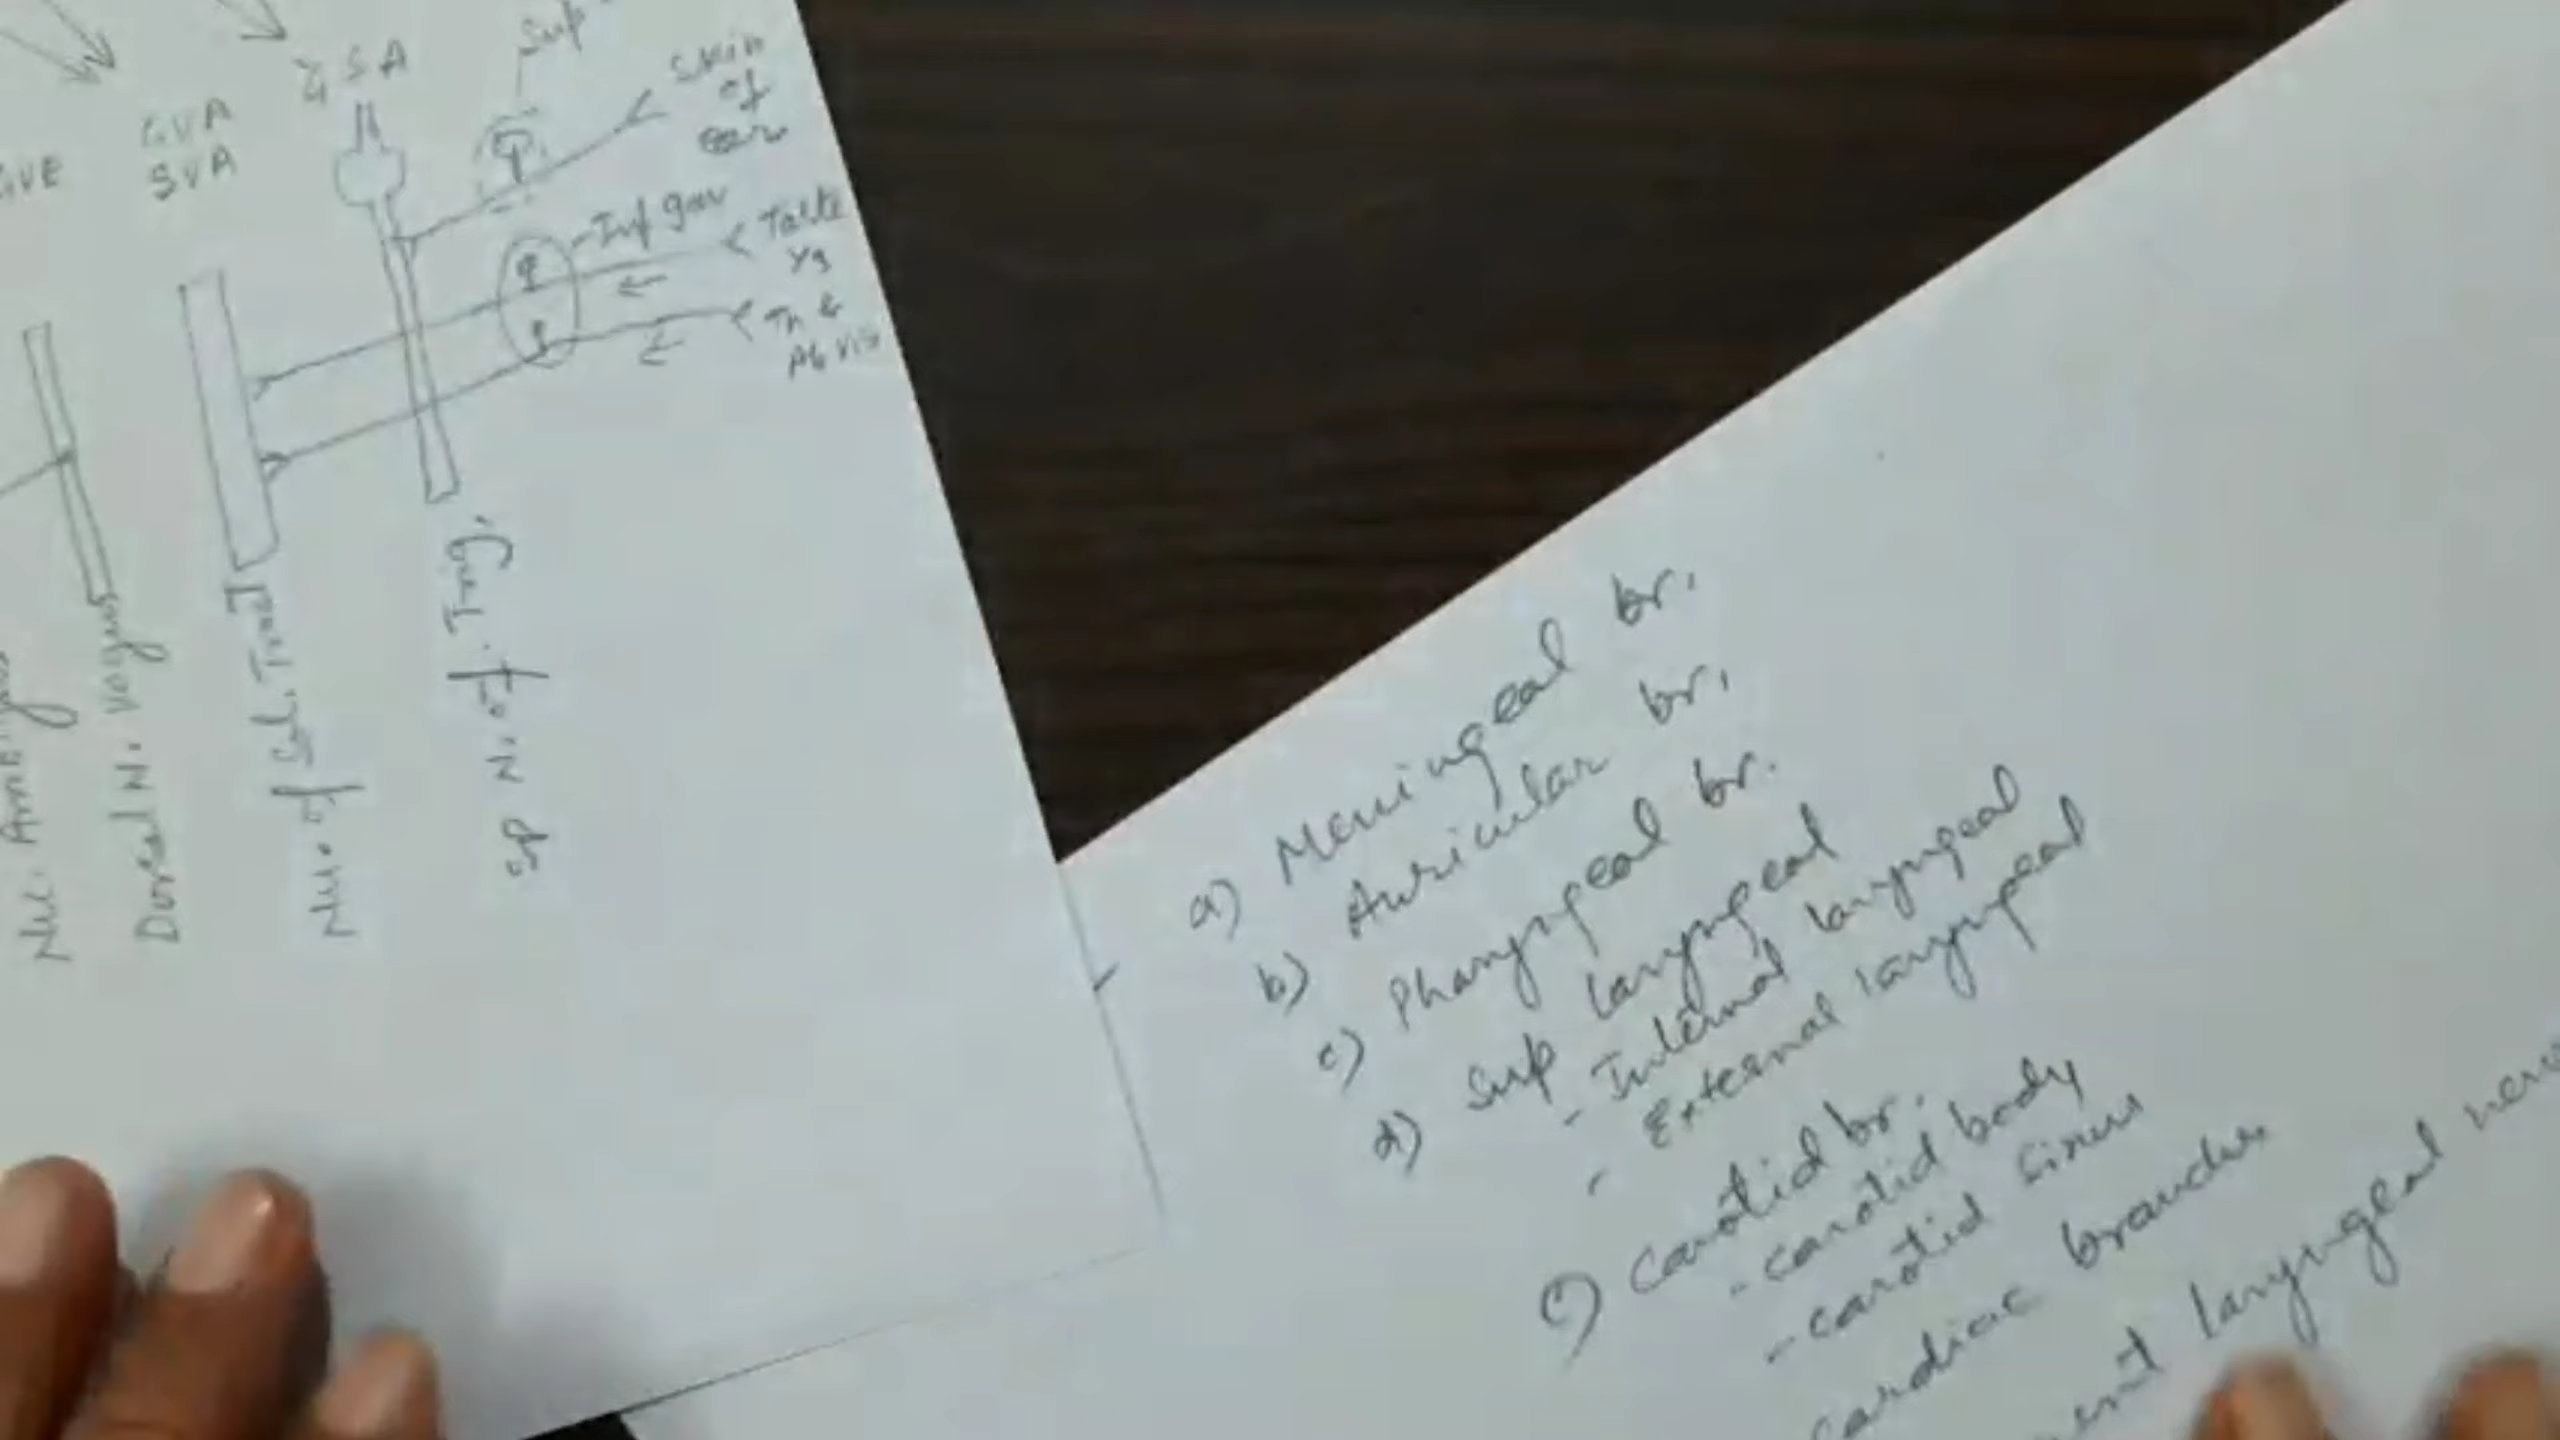 GSA
Sup
Skin
of
ear
GVE
GVA
SVA
Inf gan
Taste
Th &
Ab Vis
Dorsal N. Vagus
Nu. of Sol. Tract
Sp N. of. Trig.
a) Meningeal br.
b) Auricular br.
c) Pharyngeal br.
d) Sup laryngeal
- Internal laryngeal
- External laryngeal
e) Carotid br.
- carotid body
- carotid sinus
cardiac branches
laryngeal